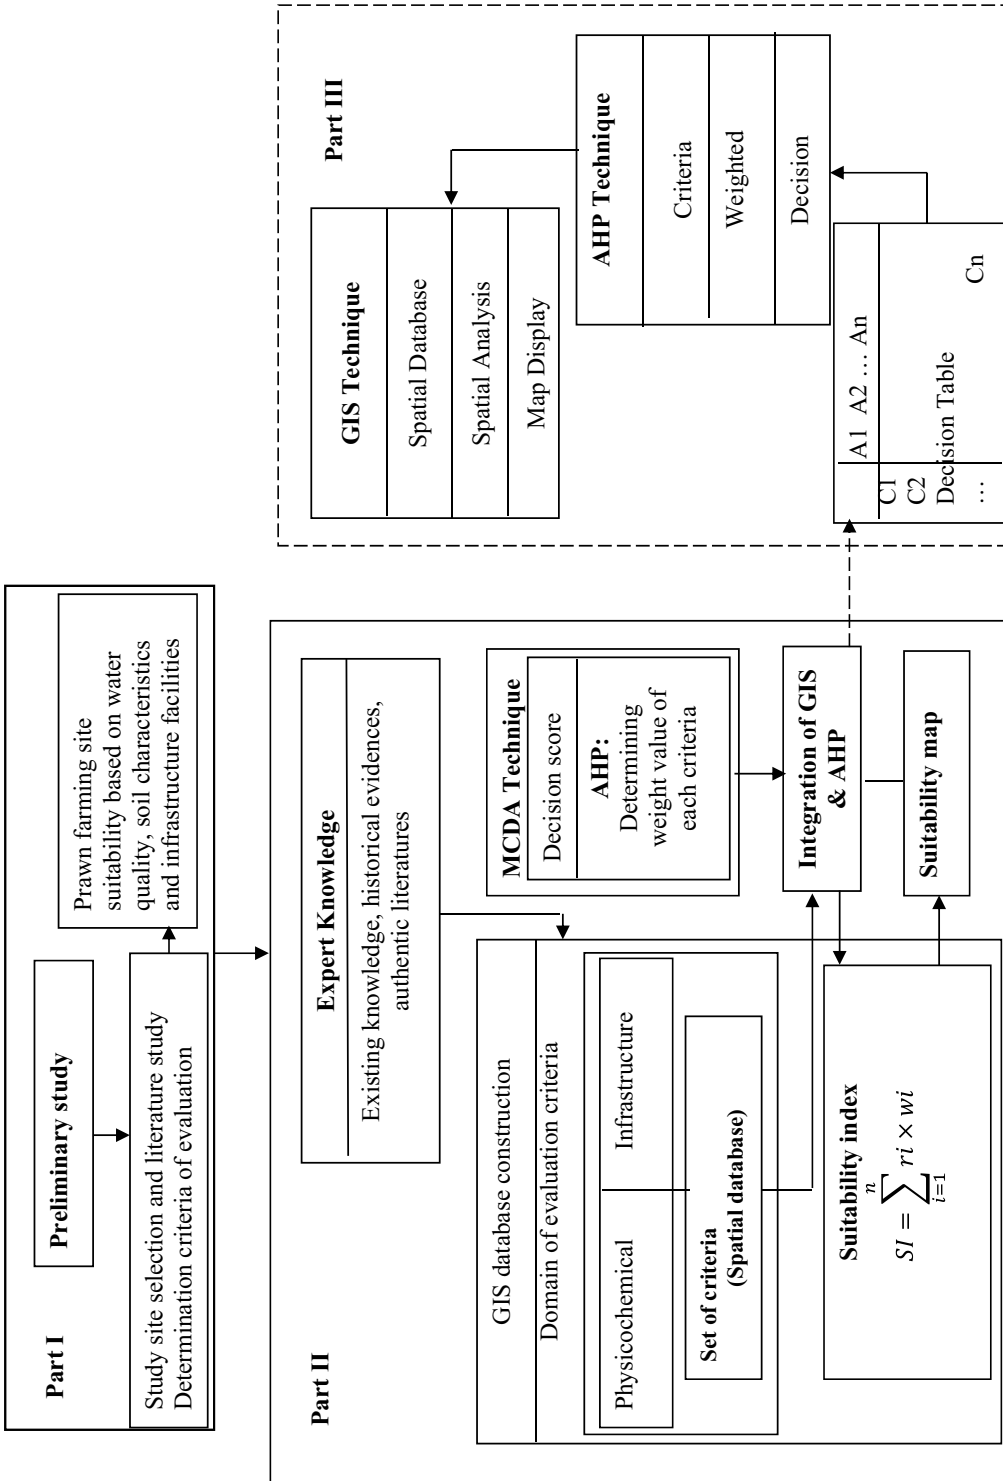 Part I
Preliminary study
Study site selection and literature study
Determination criteria of evaluation
Prawn farming site
suitability based on water
quality, soil characteristics
and infrastructure facilities
Part II
Expert Knowledge
Existing knowledge, historical evidences,
authentic literatures
GIS database construction
Domain of evaluation criteria
Physicochemical
Infrastructure
Set of criteria
(Spatial database)
MCDA Technique
Decision score
AHP:
Determining
weight value of
each criteria
Integration of GIS
& AHP
Suitability index
SI = ∑ⁿᵢ₌₁ ri × wi
Suitability map
Part III
GIS Technique
Spatial Database
Spatial Analysis
Map Display
AHP Technique
Criteria
Weighted
Decision
A1 A2 … An
C1
C2
Decision Table
…
Cn